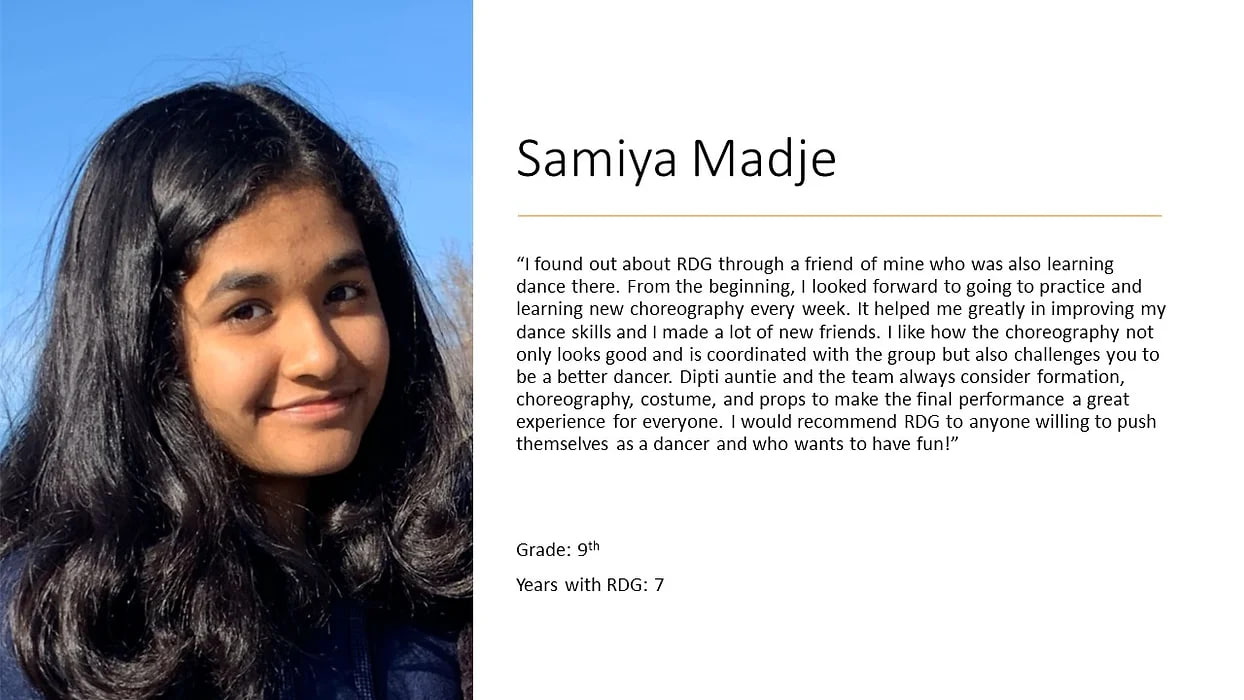 Samiya Madje
“I found out about RDG through a friend of mine who was also learning
dance there. From the beginning, I looked forward to going to practice and
learning new choreography every week. It helped me greatly in improving my
dance skills and I made a lot of new friends. I like how the choreography not
only looks good and is coordinated with the group but also challenges you to
be a better dancer. Dipti auntie and the team always consider formation,
choreography, costume, and props to make the final performance a great
experience for everyone. I would recommend RDG to anyone willing to push
themselves as a dancer and who wants to have fun!”
Grade: 9th
Years with RDG: 7